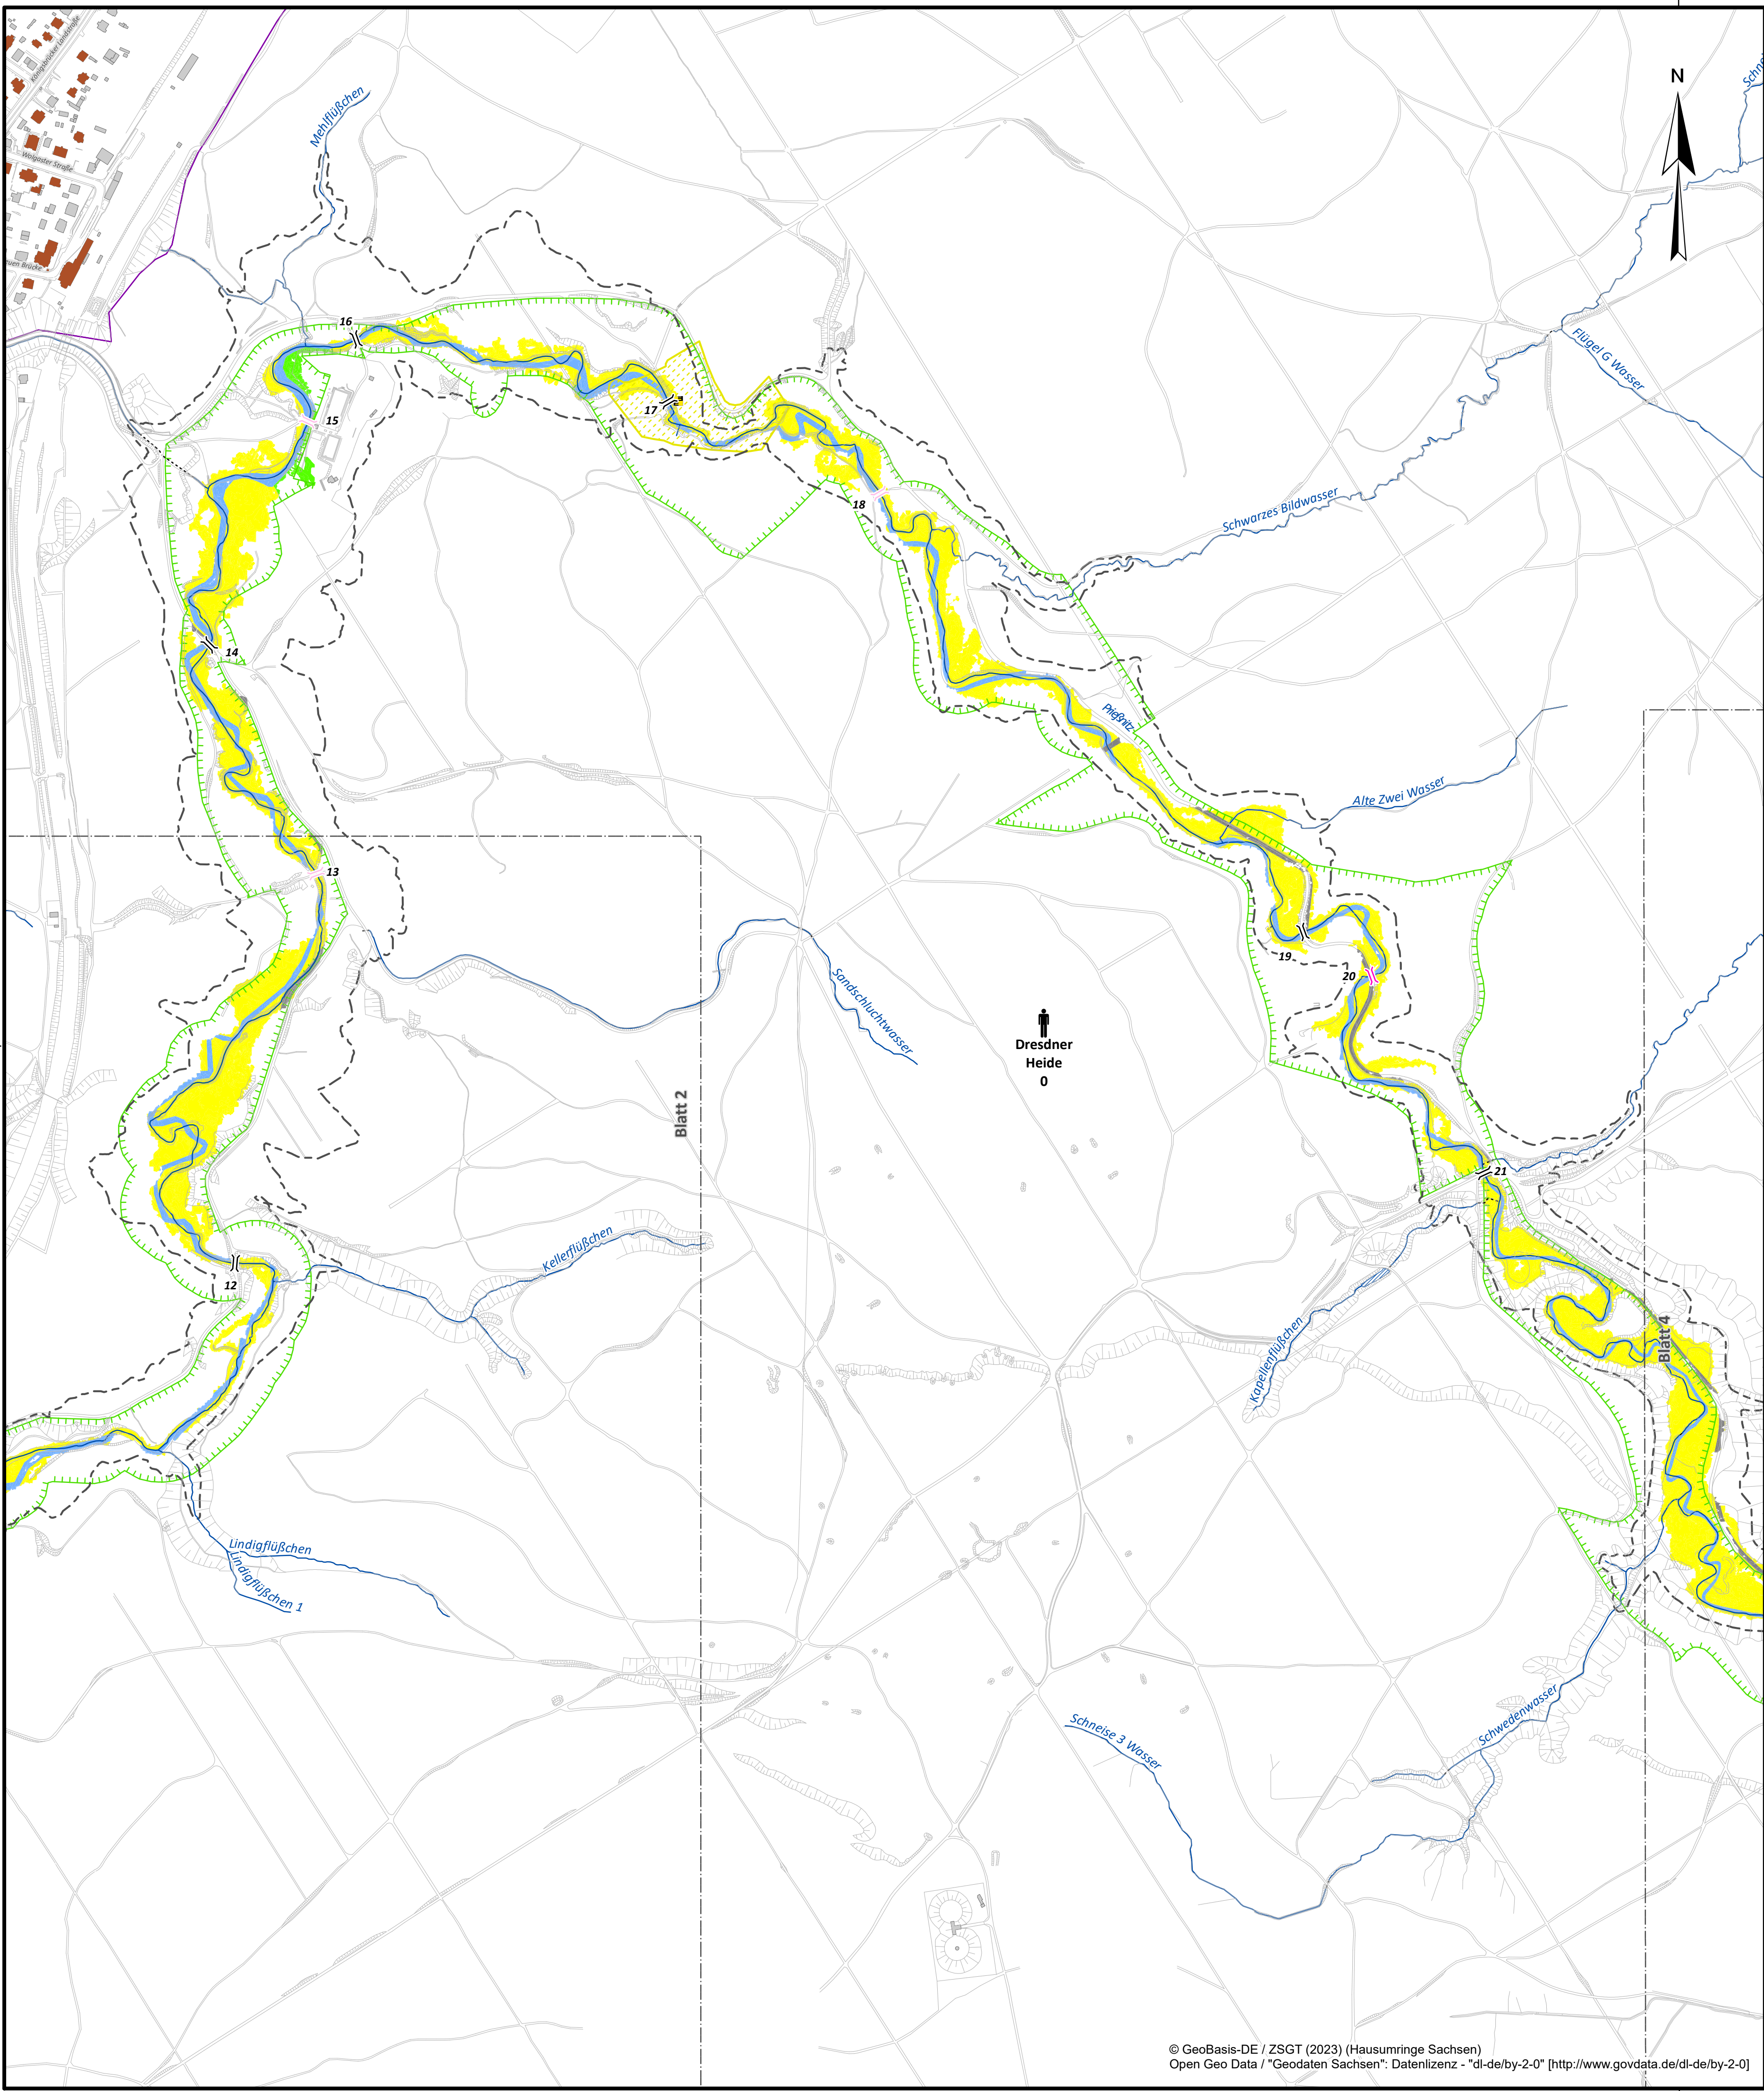 Königsbrücker Landstraße
Mehlflüßchen
N
Wolgaster Straße
Brücke
16
Flügel G Wasser
17
15
Schwarzes Bildwasser
18
14
Prießnitz
Alte Zwei Wasser
13
19
20
Sandschluchtwasser
Dresdner
Heide
0
Blatt 2
21
Kellerflüßchen
12
Kapellenflüßchen
Blatt 4
Lindigflüßchen
Lindigflüßchen 1
Schneise 3 Wasser
Schwedenwasser
© GeoBasis-DE / ZSGT (2023) (Hausumringe Sachsen)
Open Geo Data / "Geodaten Sachsen": Datenlizenz - "dl-de/by-2-0" [http://www.govdata.de/dl-de/by-2-0]